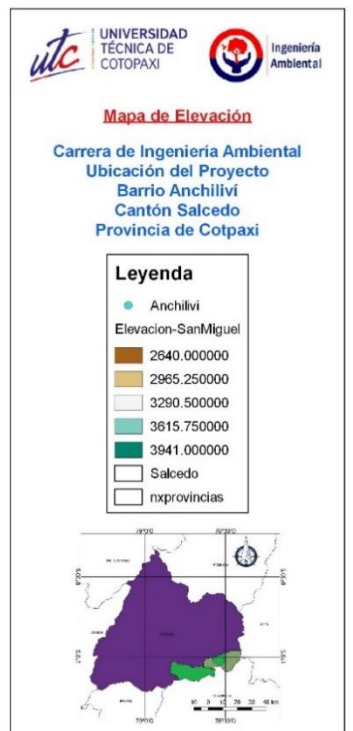 utc
UNIVERSIDAD
TÉCNICA DE
COTOPAXI
Ingeniería
Ambiental
Mapa de Elevación
Carrera de Ingeniería Ambiental
Ubicación del Proyecto
Barrio Anchiliví
Cantón Salcedo
Provincia de Cotpaxi
Leyenda
Anchilivi
Elevacion-SanMiguel
2640.000000
2965.250000
3290.500000
3615.750000
3941.000000
Salcedo
nxprovincias